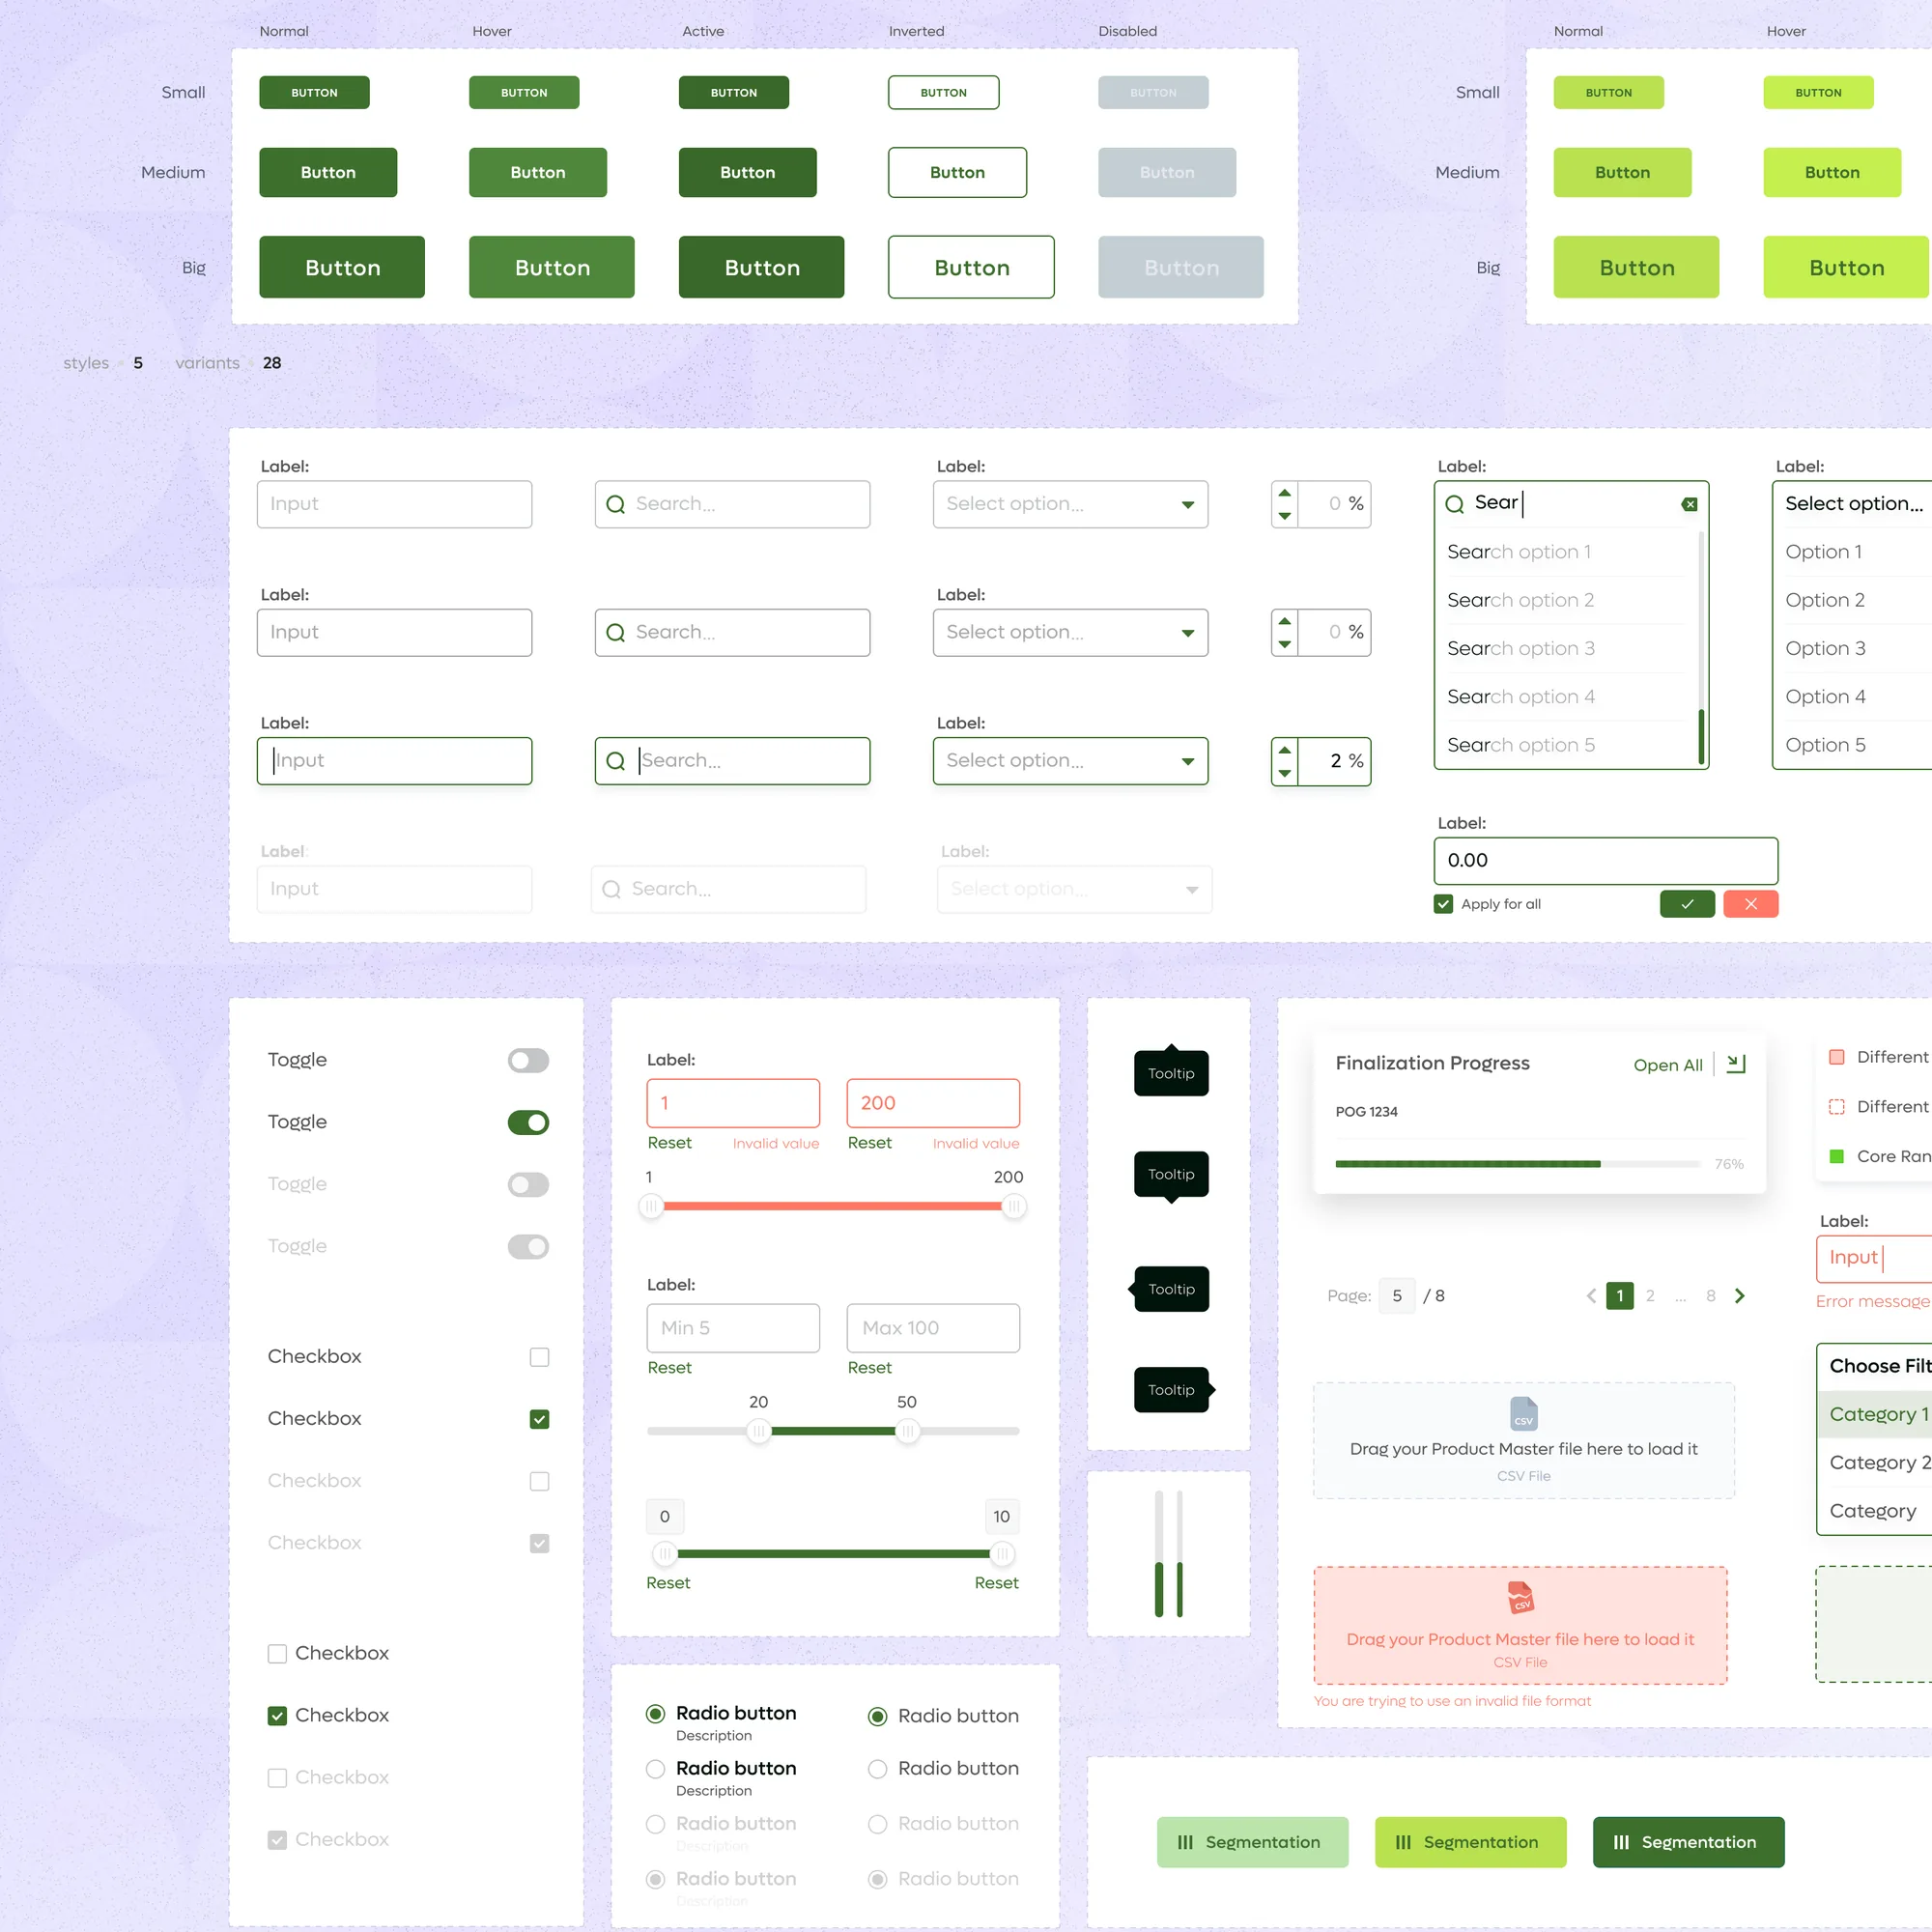 Normal Hover Active Inverted Disabled Normal Hover
Small BUTTON BUTTON BUTTON BUTTON BUTTON Small BUTTON BUTTON
Medium Button Button Button Button Button Medium Button Button
Big Button Button Button Button Button Big Button Button
styles 5 variants 28
Label: Label: Label: Label:
Input Search... Select option... 0 % Sear Select option...
Search option 1 Option 1
Label: Label:
Search option 2 Option 2
Input Search... Select option... 0 %
Search option 3 Option 3
Search option 4 Option 4
Label: Label:
Search option 5 Option 5
Input Search... Select option... 2 %
Label:
Label: Label:
0.00
Input Search... Select option...
Apply for all
Toggle
Toggle
Toggle
Toggle
Checkbox
Checkbox
Checkbox
Checkbox
Checkbox
Checkbox
Checkbox
Checkbox
Label:
1 200
Reset Invalid value Reset Invalid value
1 200
Label:
Min 5 Max 100
Reset Reset
20 50
0 10
Reset Reset
Radio button Radio button
Description
Radio button Radio button
Description
Radio button Radio button
Description
Radio button Radio button
Description
Tooltip
Tooltip
Tooltip
Tooltip
Finalization Progress Open All
POG 1234
76%
Page: 5 / 8 1 2 ... 8
CSV
Drag your Product Master file here to load it
CSV File
CSV
Drag your Product Master file here to load it
CSV File
You are trying to use an invalid file format
Different
Different
Core Ran
Label:
Input
Error message
Choose Filt
Category 1
Category 2
Category
Segmentation Segmentation Segmentation